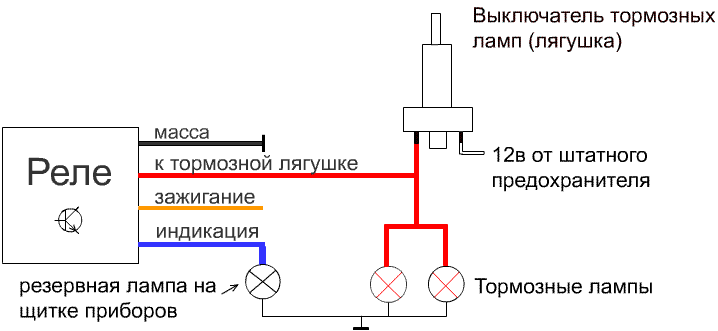 Выключатель тормозных
ламп (лягушка)
масса
Реле
к тормозной лягушке
12в от штатного
предохранителя
зажигание
индикация
резервная лампа на
щитке приборов
Тормозные лампы